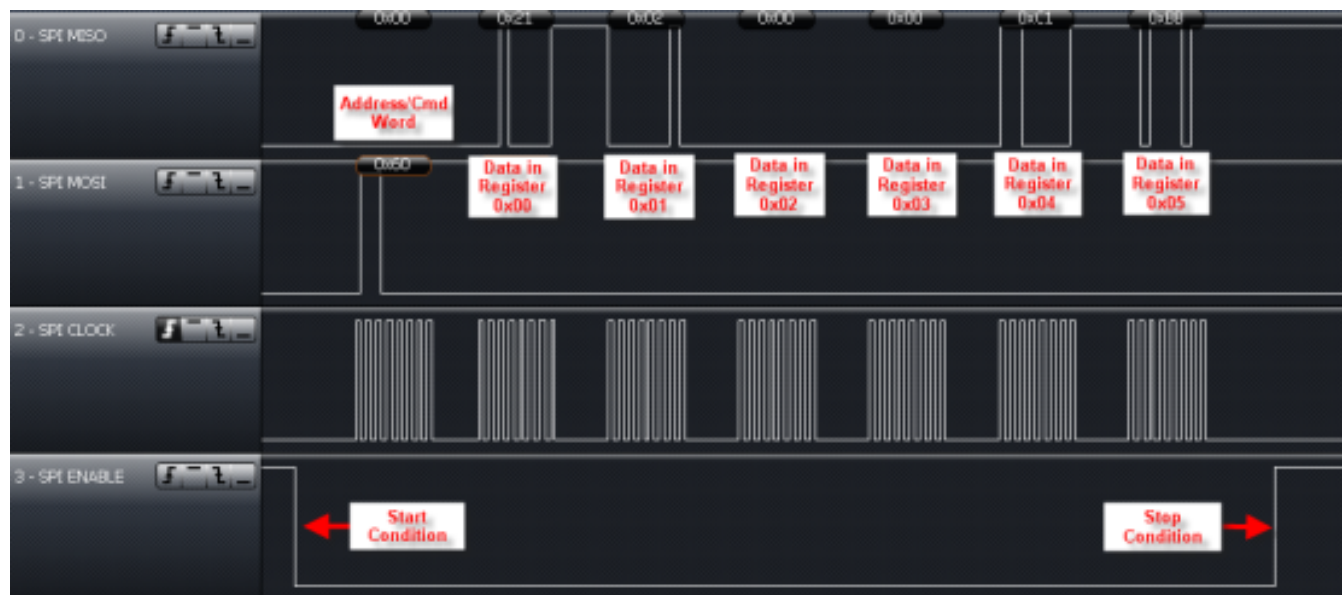 0x00 0x21 0x02 0x00 0x00 0xC1 0xBB
0 - SPI MISO
Address/Cmd
Word
0x60
1 - SPI MOSI
Data in
Register
0x00
Data in
Register
0x01
Data in
Register
0x02
Data in
Register
0x03
Data in
Register
0x04
Data in
Register
0x05
2 - SPI CLOCK
3 - SPI ENABLE
Start
Condition
Stop
Condition